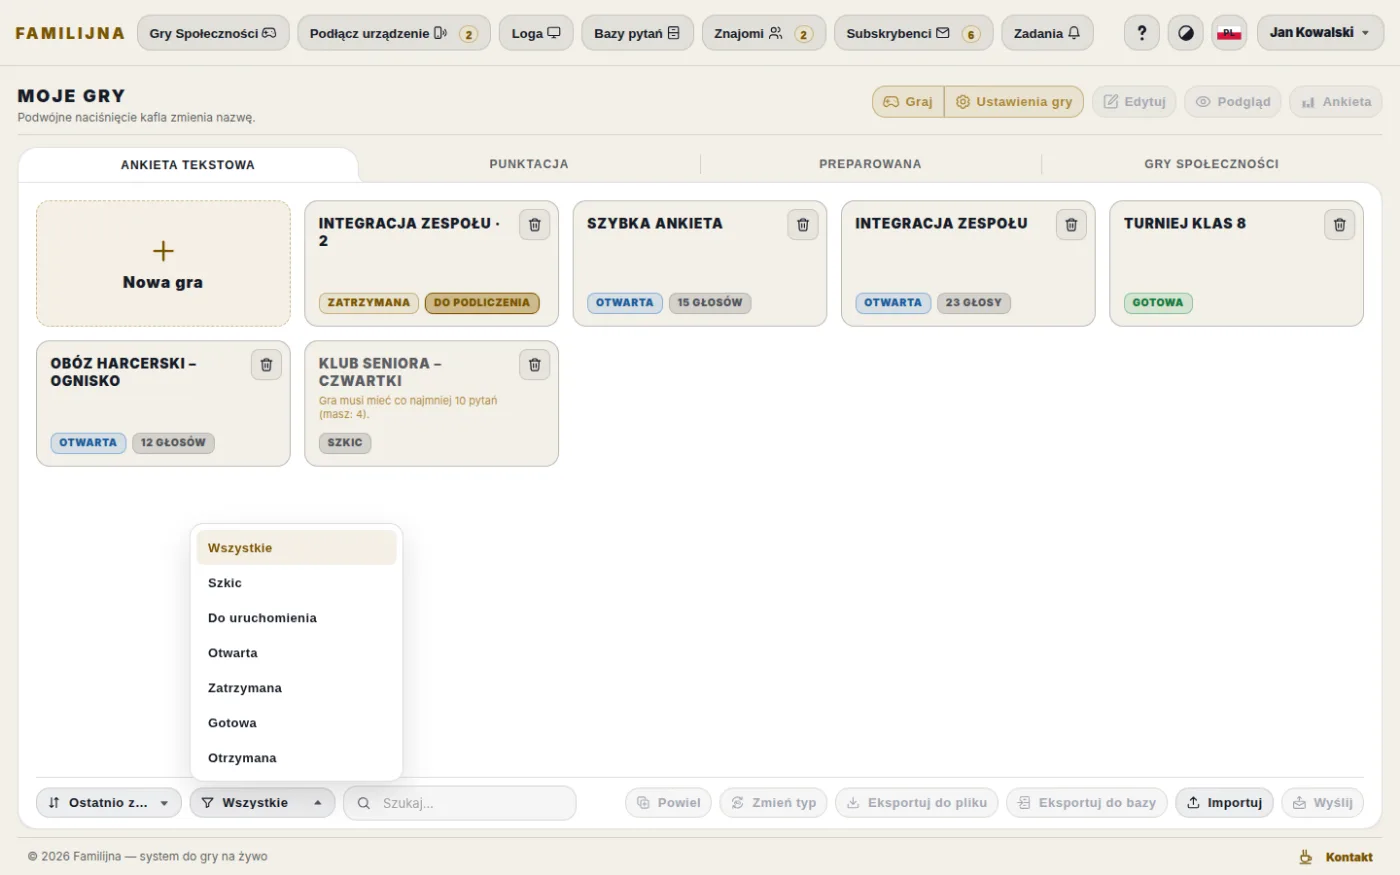 FAMILIJNA
Gry Społeczności
Podłącz urządzenie 2
Loga
Bazy pytań
Znajomi 2
Subskrybenci 6
Zadania
?
PL
Jan Kowalski
MOJE GRY
Podwójne naciśnięcie kafla zmienia nazwę.
Graj
Ustawienia gry
Edytuj
Podgląd
Ankieta
ANKIETA TEKSTOWA
PUNKTACJA
PREPAROWANA
GRY SPOŁECZNOŚCI
Nowa gra
INTEGRACJA ZESPOŁU ·
2
ZATRZYMANA
DO PODLICZENIA
SZYBKA ANKIETA
OTWARTA
15 GŁOSÓW
INTEGRACJA ZESPOŁU
OTWARTA
23 GŁOSY
TURNIEJ KLAS 8
GOTOWA
OBÓZ HARCERSKI –
OGNISKO
OTWARTA
12 GŁOSÓW
KLUB SENIORA –
CZWARTKI
Gra musi mieć co najmniej 10 pytań
(masz: 4).
SZKIC
Wszystkie
Szkic
Do uruchomienia
Otwarta
Zatrzymana
Gotowa
Otrzymana
Ostatnio z...
Wszystkie
Szukaj...
Powiel
Zmień typ
Eksportuj do pliku
Eksportuj do bazy
Importuj
Wyślij
© 2026 Familijna — system do gry na żywo
Kontakt